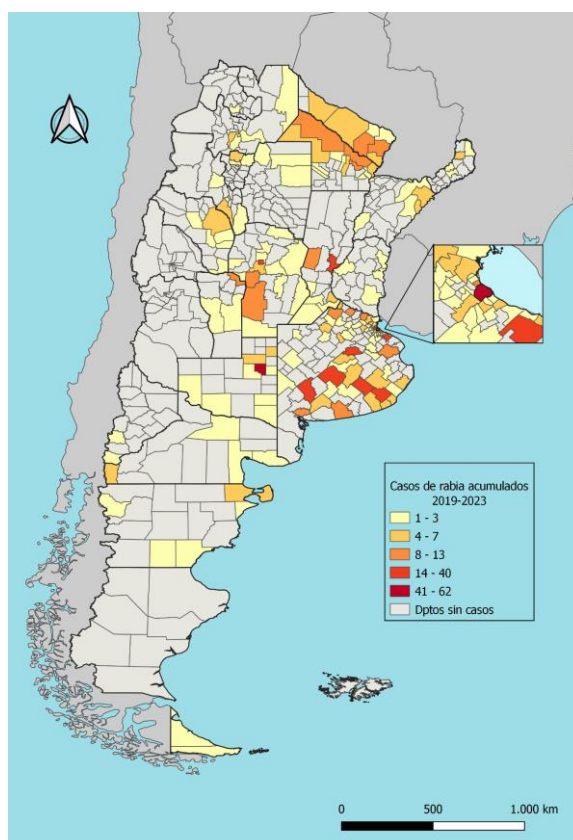 Casos de rabia acumulados
2019-2023
1 - 3
4 - 7
8 - 13
14 - 40
41 - 62
Dptos sin casos
0 500 1.000 km